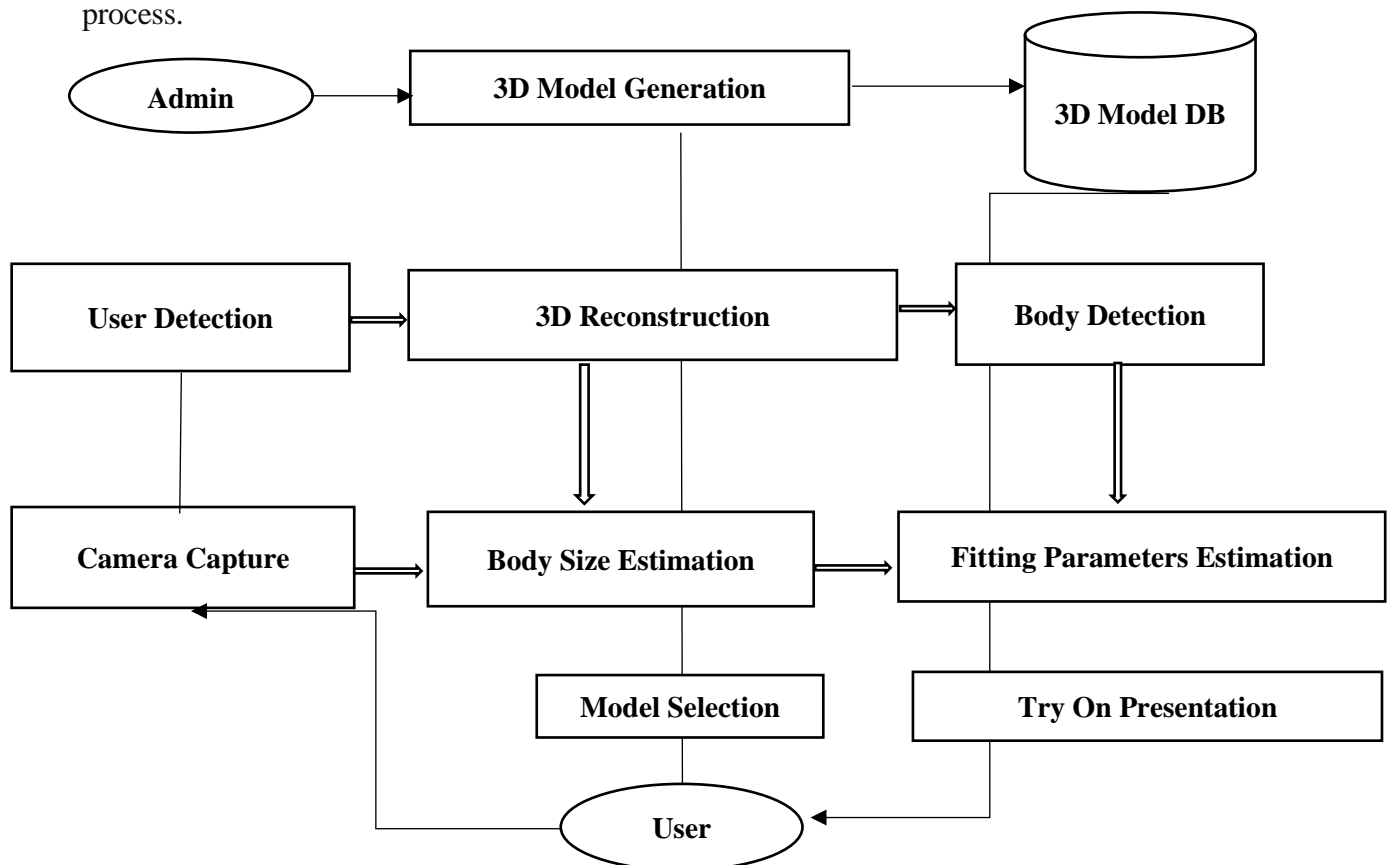 process.
Admin
3D Model Generation
3D Model DB
User Detection
3D Reconstruction
Body Detection
Camera Capture
Body Size Estimation
Fitting Parameters Estimation
Model Selection
Try On Presentation
User